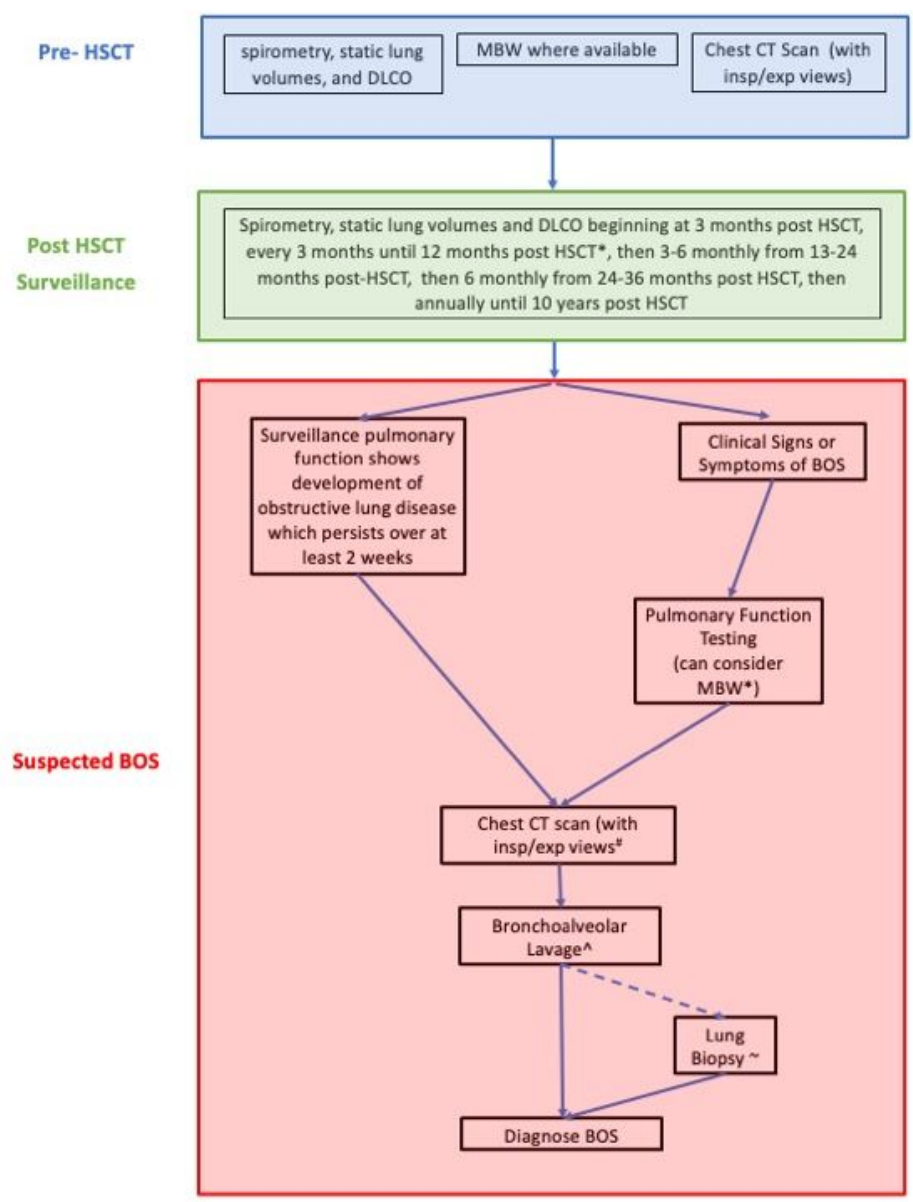 Pre- HSCT
spirometry, static lung
volumes, and DLCO
MBW where available
Chest CT Scan (with
insp/exp views)
Post HSCT
Surveillance
Spirometry, static lung volumes and DLCO beginning at 3 months post HSCT,
every 3 months until 12 months post HSCT*, then 3-6 monthly from 13-24
months post-HSCT, then 6 monthly from 24-36 months post HSCT, then
annually until 10 years post HSCT
Suspected BOS
Surveillance pulmonary
function shows
development of
obstructive lung disease
which persists over at
least 2 weeks
Clinical Signs or
Symptoms of BOS
Pulmonary Function
Testing
(can consider
MBW*)
Chest CT scan (with
insp/exp views#
Bronchoalveolar
Lavage^
Lung
Biopsy ~
Diagnose BOS